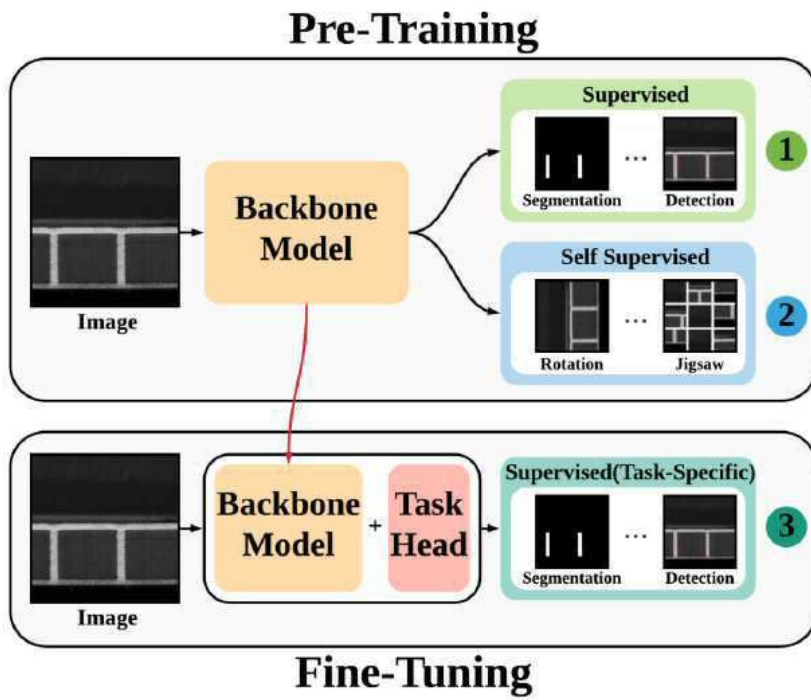 Pre-Training
Image
Backbone
Model
Supervised
Segmentation
...
Detection
1
Self Supervised
Rotation
...
Jigsaw
2
Image
Backbone
Model
+
Task
Head
Supervised(Task-Specific)
Segmentation
...
Detection
3
Fine-Tuning